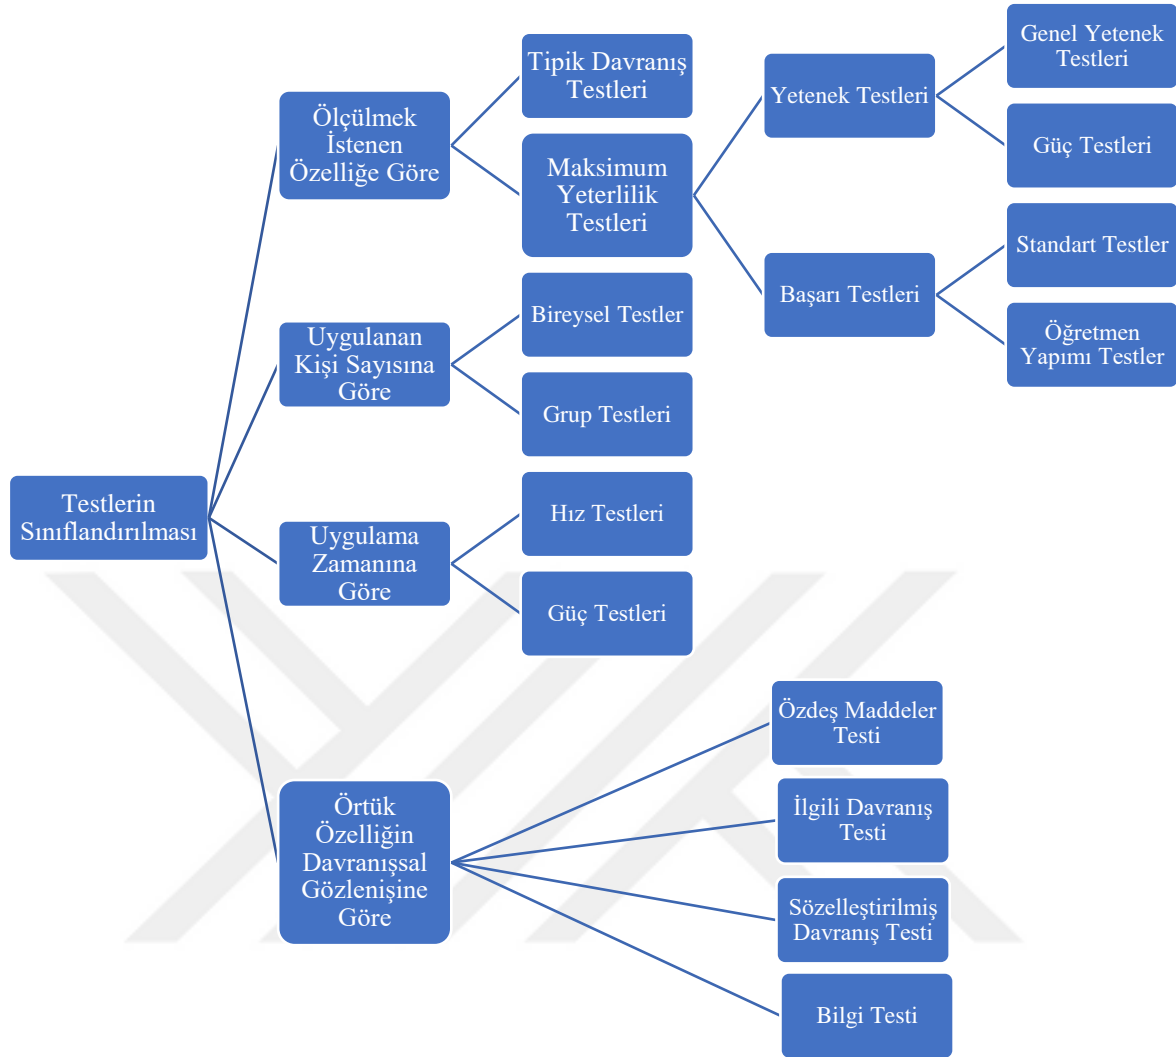 Testlerin
Sınıflandırılması
Ölçülmek
İstenen
Özelliğe Göre
Tipik Davranış
Testleri
Maksimum
Yeterlilik
Testleri
Yetenek Testleri
Genel Yetenek
Testleri
Güç Testleri
Başarı Testleri
Standart Testler
Öğretmen
Yapımı Testler
Uygulanan
Kişi Sayısına
Göre
Bireysel Testler
Grup Testleri
Uygulama
Zamanına
Göre
Hız Testleri
Güç Testleri
Örtük
Özelliğin
Davranışsal
Gözlenişine
Göre
Özdeş Maddeler
Testi
İlgili Davranış
Testi
Sözelleştirilmiş
Davranış Testi
Bilgi Testi